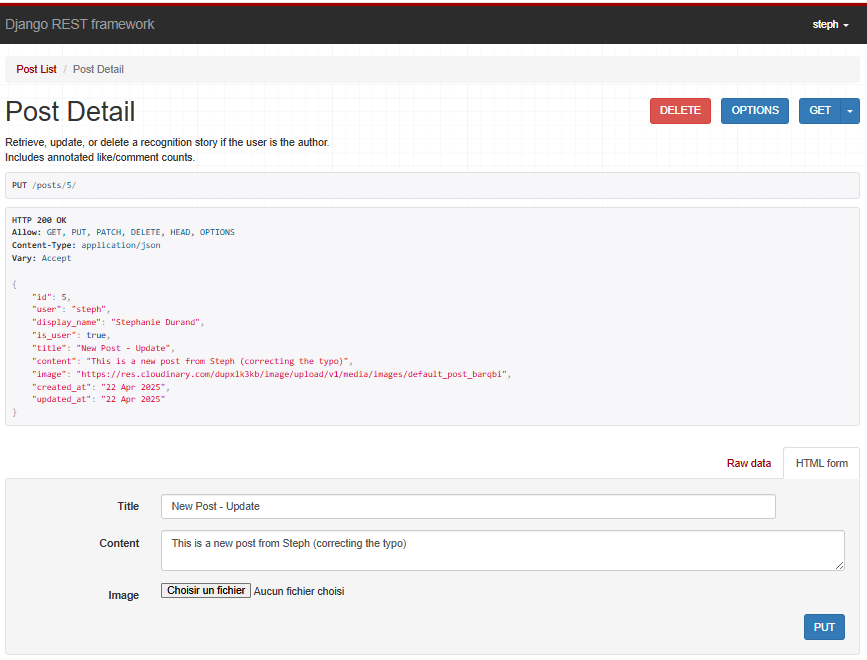 Django REST framework
steph
Post List / Post Detail
Post Detail
DELETE
OPTIONS
GET
Retrieve, update, or delete a recognition story if the user is the author.
Includes annotated like/comment counts.
PUT /posts/5/
HTTP 200 OK
Allow: GET, PUT, PATCH, DELETE, HEAD, OPTIONS
Content-Type: application/json
Vary: Accept
{
    "id": 5,
    "user": "steph",
    "display_name": "Stephanie Durand",
    "is_user": true,
    "title": "New Post - Update",
    "content": "This is a new post from Steph (correcting the typo)",
    "image": "https://res.cloudinary.com/dupxlk3kb/image/upload/v1/media/images/default_post_barqbi",
    "created_at": "22 Apr 2025",
    "updated_at": "22 Apr 2025"
}
Raw data
HTML form
Title
New Post - Update
Content
This is a new post from Steph (correcting the typo)
Image
Choisir un fichier Aucun fichier choisi
PUT